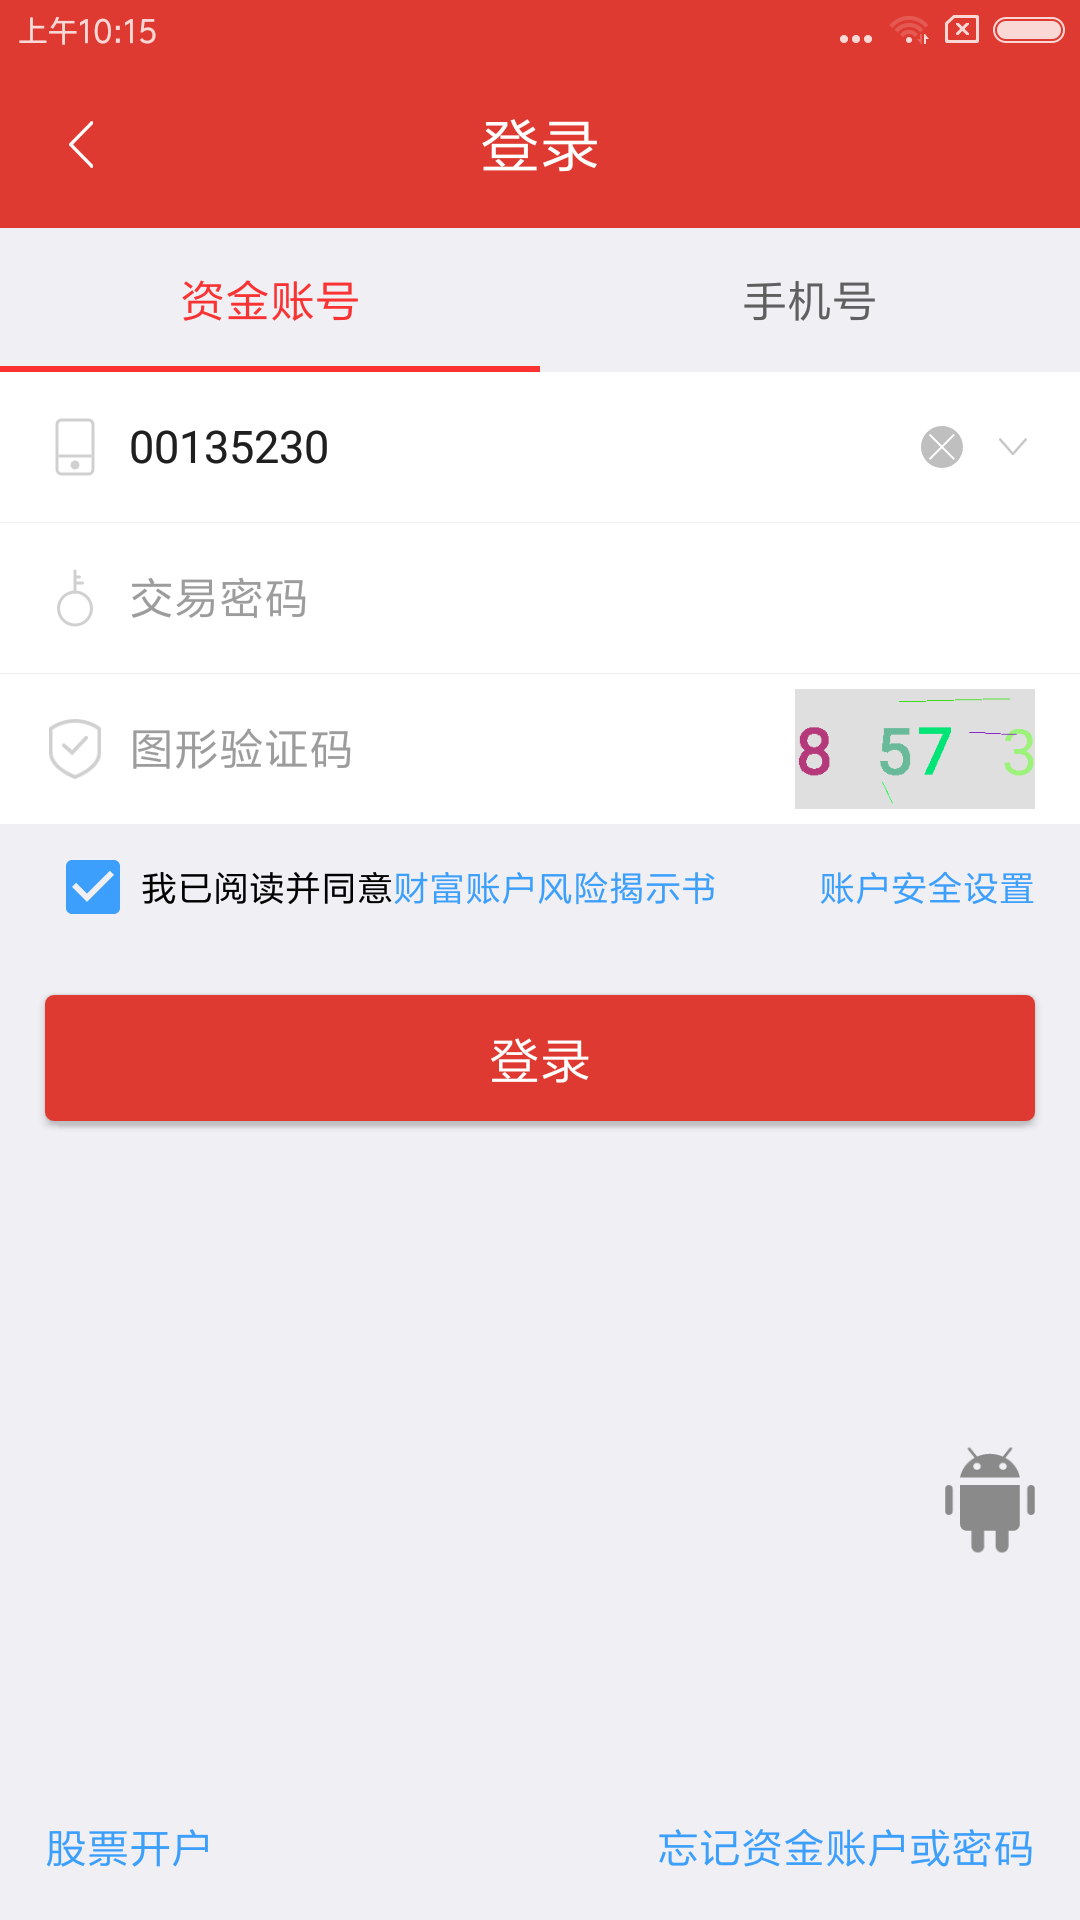 上午10:15
登录
资金账号
手机号
00135230
交易密码
图形验证码
8 57 3
我已阅读并同意财富账户风险揭示书
账户安全设置
登录
股票开户
忘记资金账户或密码